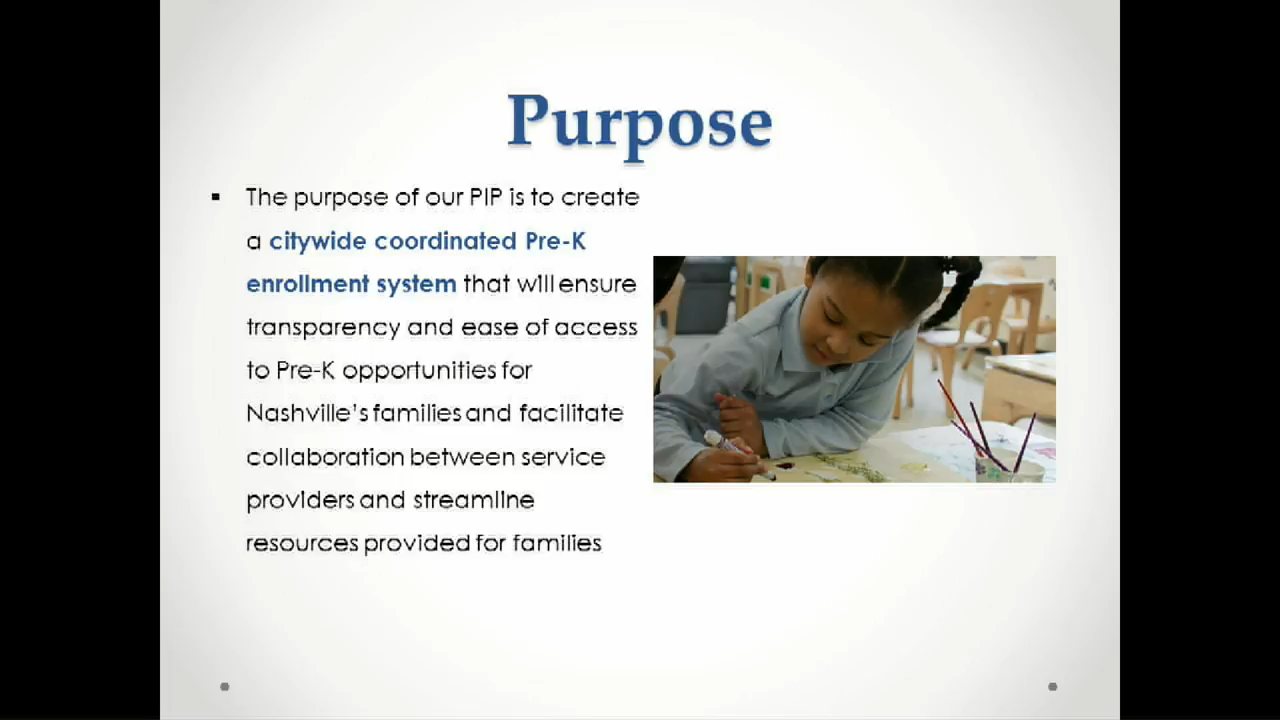 Purpose
▪ The purpose of our PIP is to create
a citywide coordinated Pre-K
enrollment system that will ensure
transparency and ease of access
to Pre-K opportunities for
Nashville's families and facilitate
collaboration between service
providers and streamline
resources provided for families